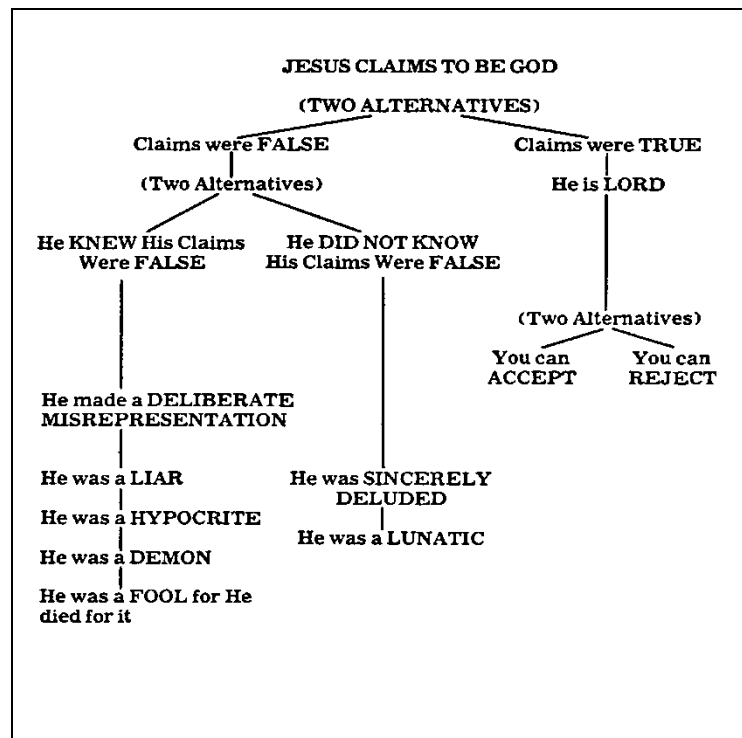 JESUS CLAIMS TO BE GOD
(TWO ALTERNATIVES)
Claims were FALSE
(Two Alternatives)
He KNEW His Claims
Were FALSE
He made a DELIBERATE
MISREPRESENTATION
He was a LIAR
He was a HYPOCRITE
He was a DEMON
He was a FOOL for He
died for it
He DID NOT KNOW
His Claims Were FALSE
He was SINCERELY
DELUDED
He was a LUNATIC
Claims were TRUE
He is LORD
(Two Alternatives)
You can
ACCEPT
You can
REJECT